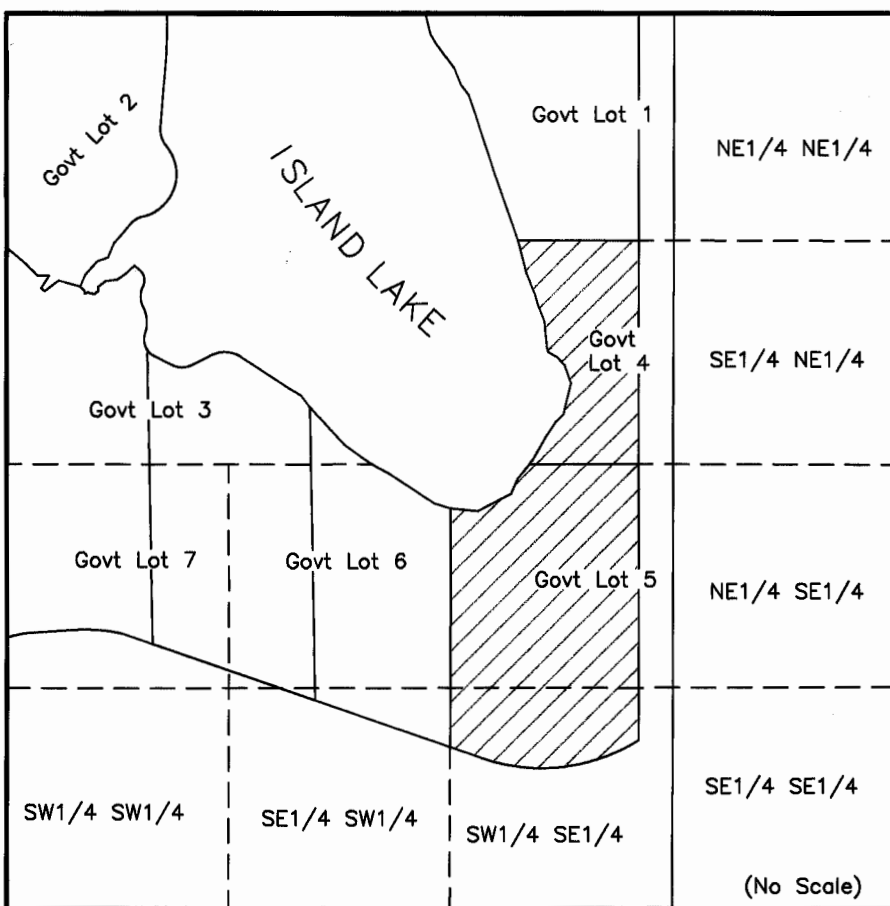 Govt Lot 2
ISLAND LAKE
Govt Lot 1
NE1/4 NE1/4
Govt
Lot 4
SE1/4 NE1/4
Govt Lot 3
Govt Lot 7
Govt Lot 6
Govt Lot 5
NE1/4 SE1/4
SW1/4 SW1/4
SE1/4 SW1/4
SW1/4 SE1/4
SE1/4 SE1/4
(No Scale)